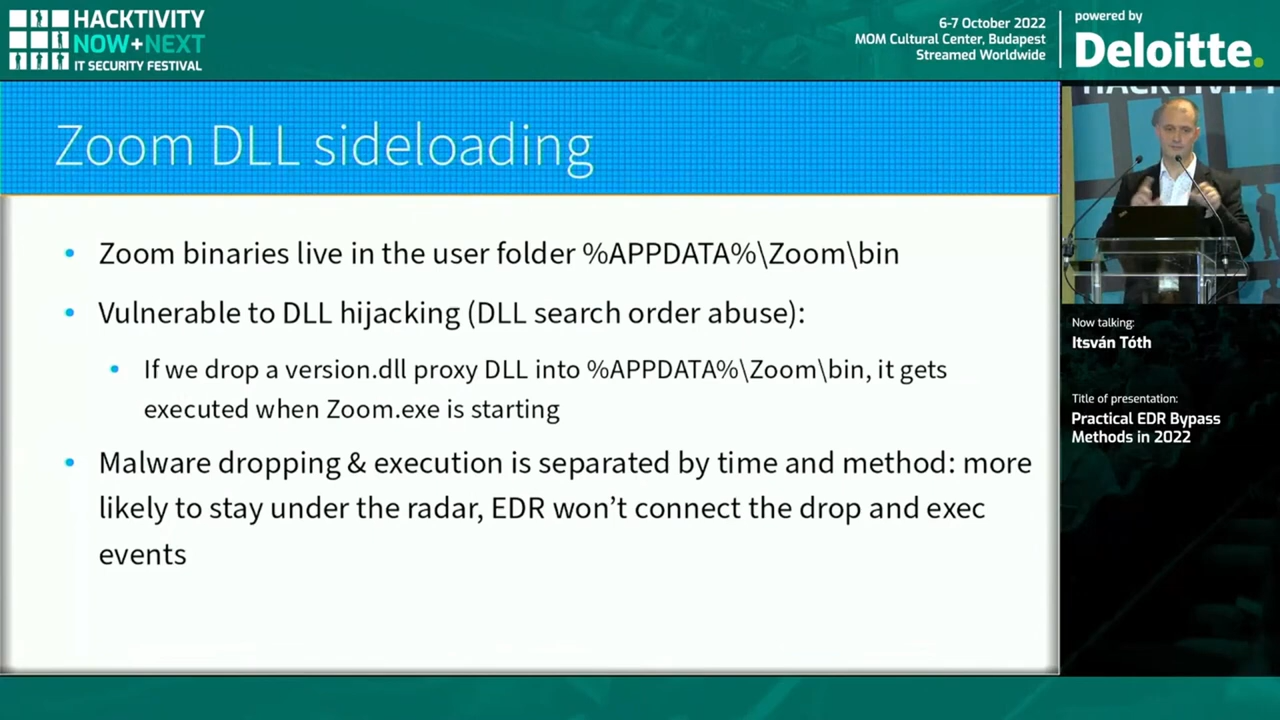 HACKTIVITY
NOW+NEXT
IT SECURITY FESTIVAL
6-7 October 2022
MOM Cultural Center, Budapest
Streamed Worldwide
powered by
Deloitte.
Zoom DLL sideloading
• Zoom binaries live in the user folder %APPDATA%\Zoom\bin
• Vulnerable to DLL hijacking (DLL search order abuse):
• If we drop a version.dll proxy DLL into %APPDATA%\Zoom\bin, it gets
executed when Zoom.exe is starting
• Malware dropping & execution is separated by time and method: more
likely to stay under the radar, EDR won’t connect the drop and exec
events
HACKTIVITY
Now talking:
Itsván Tóth
Title of presentation:
Practical EDR Bypass
Methods in 2022